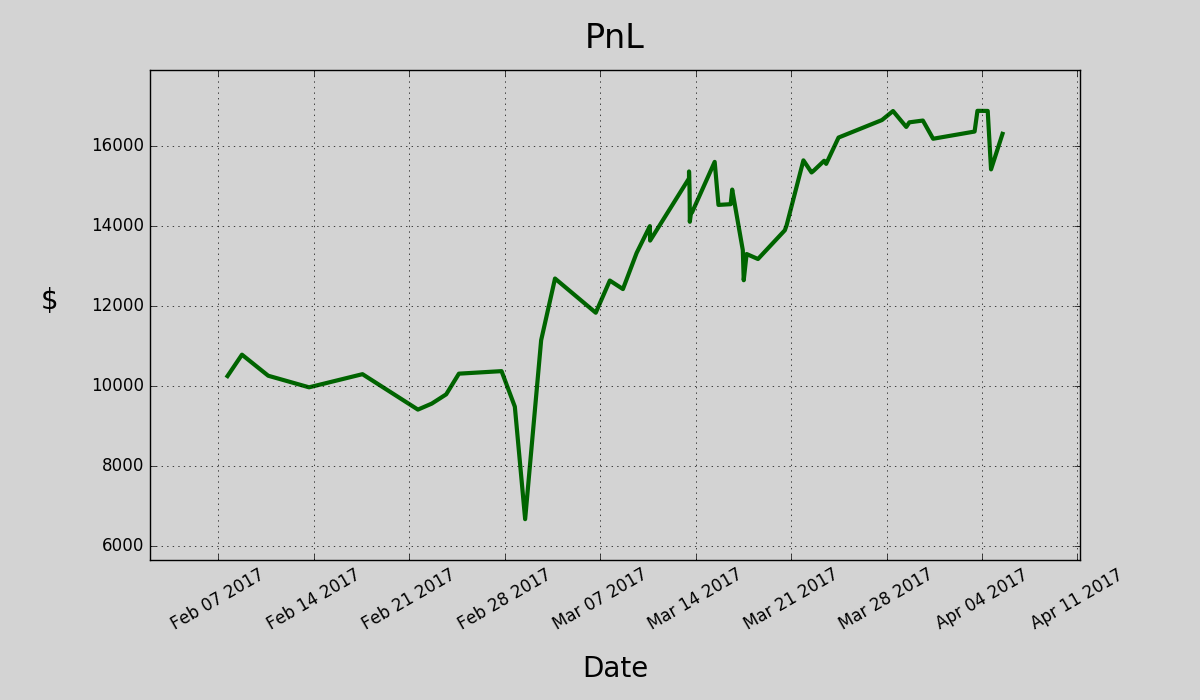 PnL
16000
14000
$
12000
10000
8000
6000
Feb 07 2017
Feb 14 2017
Feb 21 2017
Feb 28 2017
Mar 07 2017
Mar 14 2017
Mar 21 2017
Mar 28 2017
Apr 04 2017
Apr 11 2017
Date